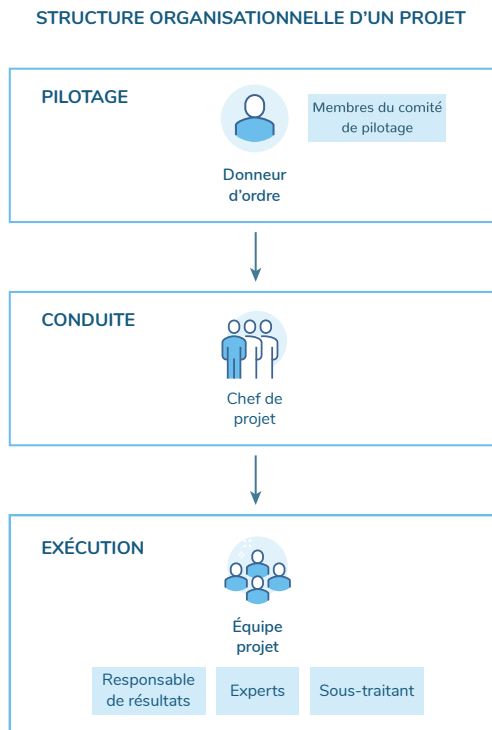 STRUCTURE ORGANISATIONNELLE D’UN PROJET
PILOTAGE
Membres du comité
de pilotage
Donneur
d’ordre
CONDUITE
Chef de
projet
EXÉCUTION
Équipe
projet
Responsable
de résultats
Experts
Sous-traitant